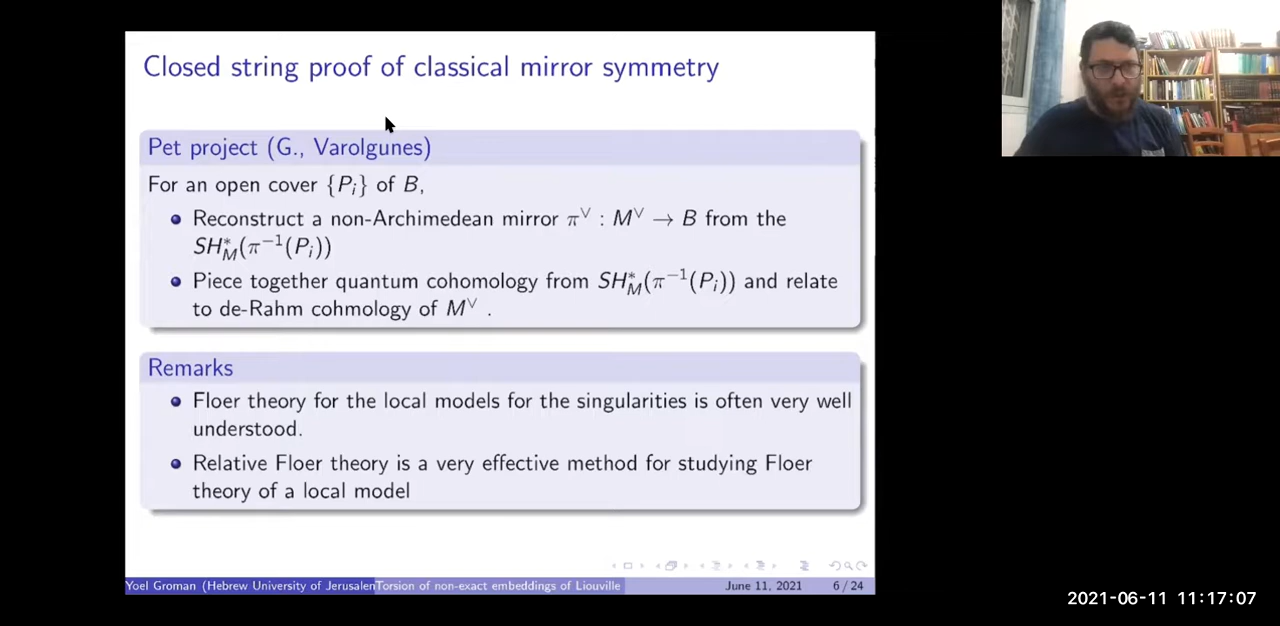 Closed string proof of classical mirror symmetry
Pet project (G., Varolgunes)
For an open cover {P_i} of B,
Reconstruct a non-Archimedean mirror π^∨ : M^∨ → B from the
SH*_M(π^{-1}(P_i))
Piece together quantum cohomology from SH*_M(π^{-1}(P_i)) and relate
to de-Rahm cohmology of M^∨ .
Remarks
Floer theory for the local models for the singularities is often very well
understood.
Relative Floer theory is a very effective method for studying Floer
theory of a local model
Yoel Groman (Hebrew University of Jerusalen Torsion of non-exact embeddings of Liouville June 11, 2021 6 / 24
2021-06-11 11:17:07